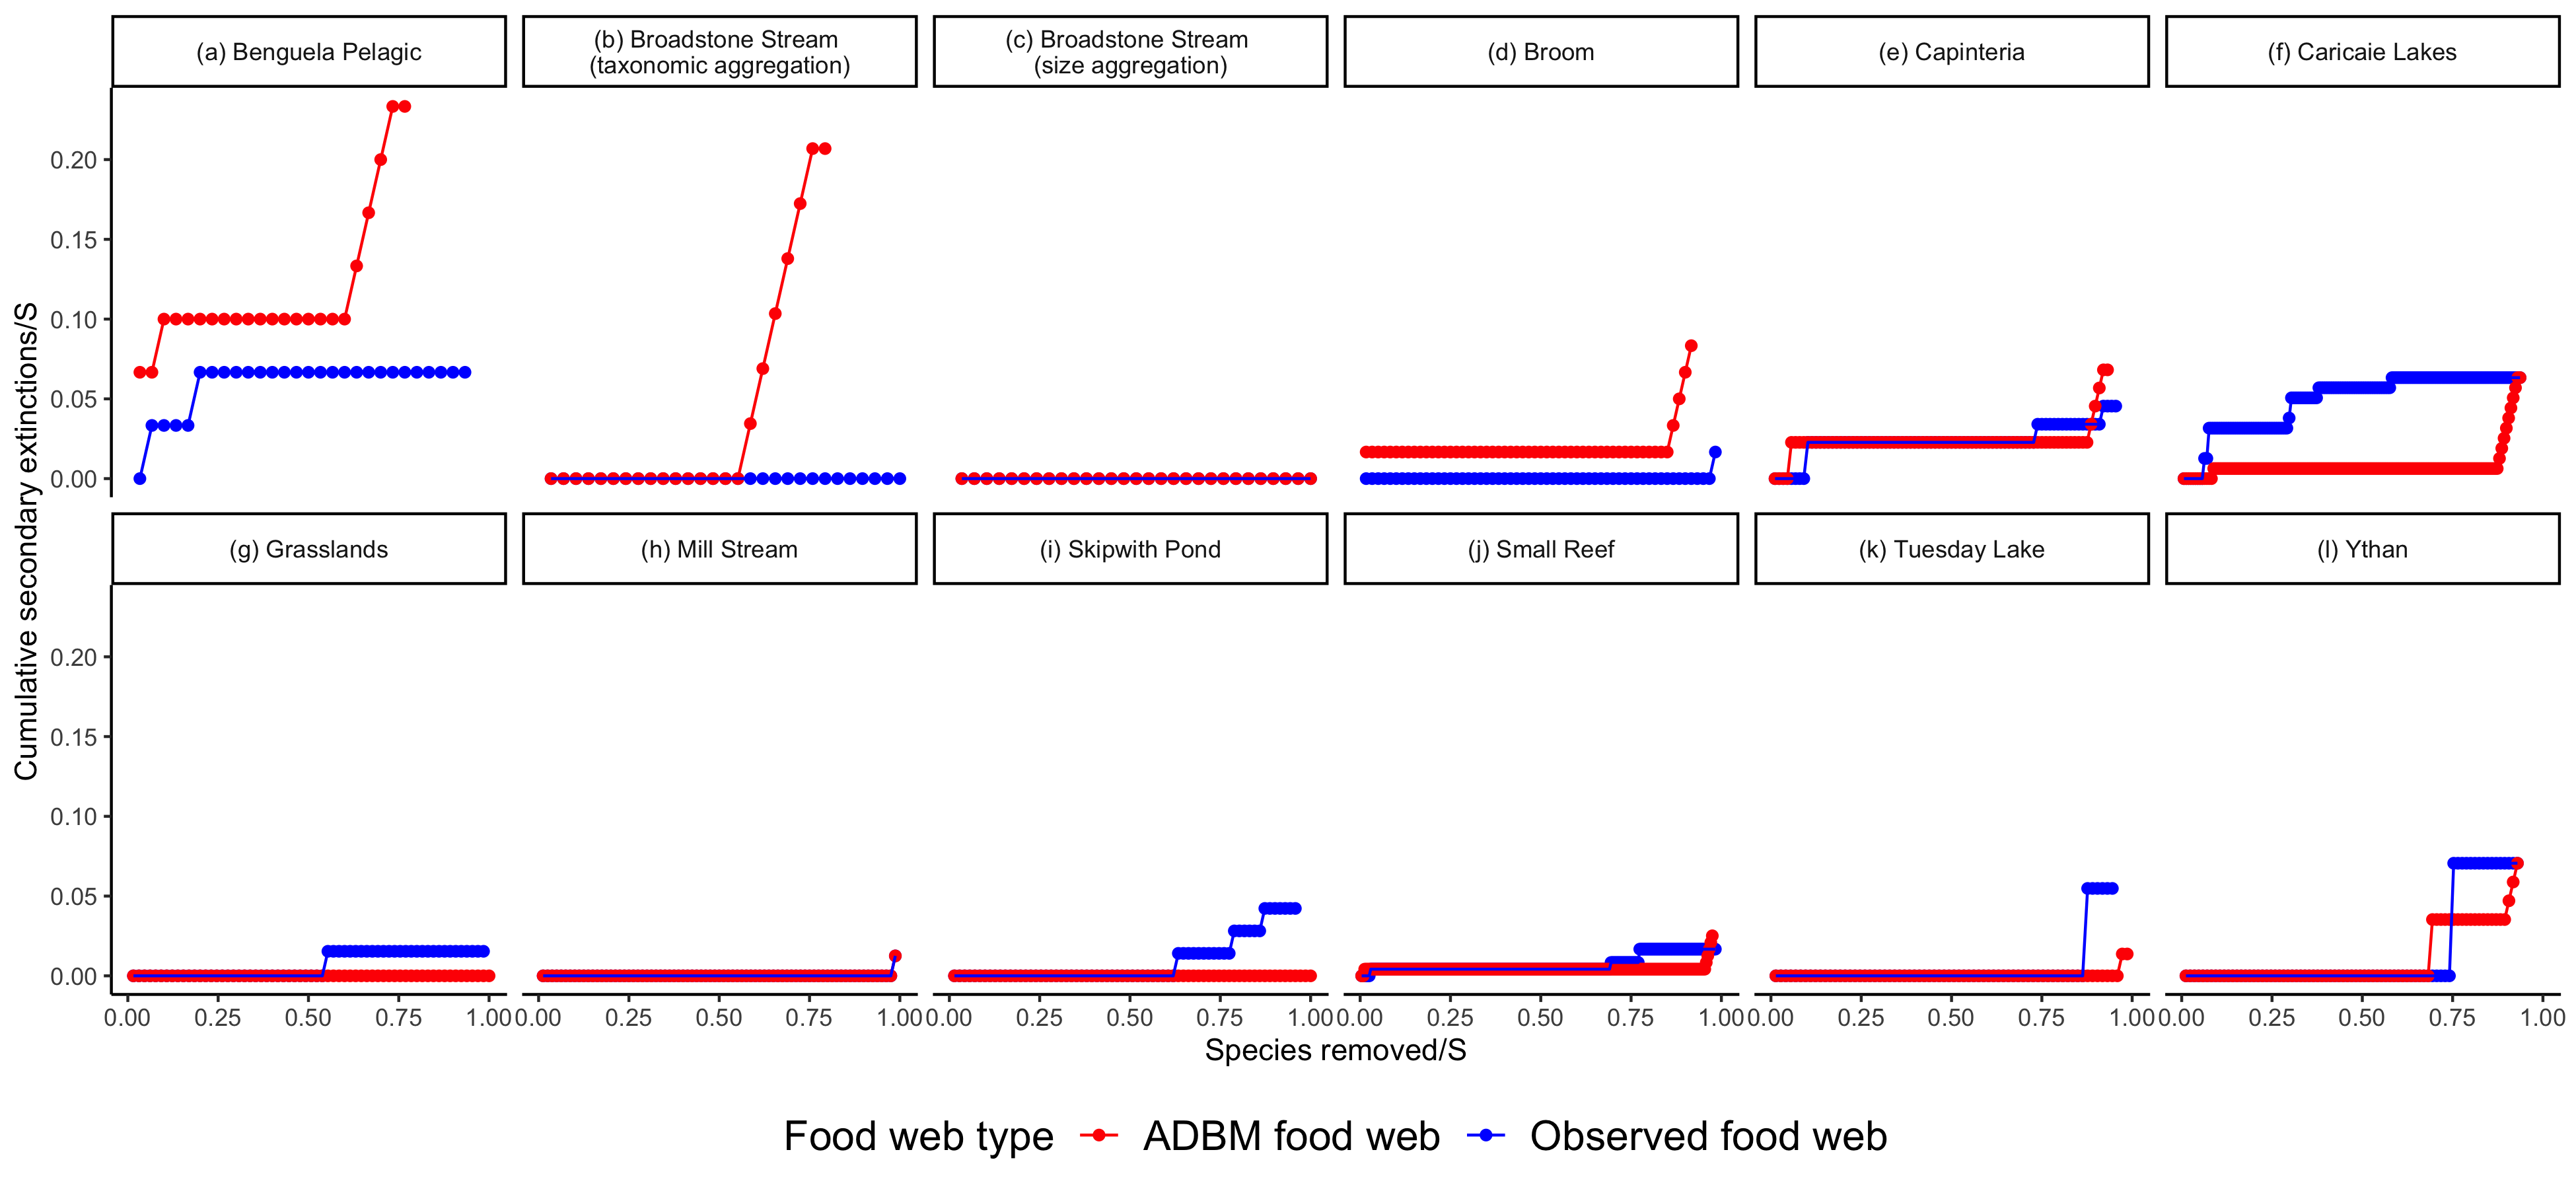 (a) Benguela Pelagic
(b) Broadstone Stream
(taxonomic aggregation)
(c) Broadstone Stream
(size aggregation)
(d) Broom
(e) Capinteria
(f) Caricaie Lakes
0.20
0.15
0.10
0.05
0.00
Cumulative secondary extinctions/S
(g) Grasslands
(h) Mill Stream
(i) Skipwith Pond
(j) Small Reef
(k) Tuesday Lake
(l) Ythan
0.20
0.15
0.10
0.05
0.00
0.00 0.25 0.50 0.75 1.00
0.00 0.25 0.50 0.75 1.00
0.00 0.25 0.50 0.75 1.00
0.00 0.25 0.50 0.75 1.00
0.00 0.25 0.50 0.75 1.00
0.00 0.25 0.50 0.75 1.00
Species removed/S
Food web type ADBM food web Observed food web